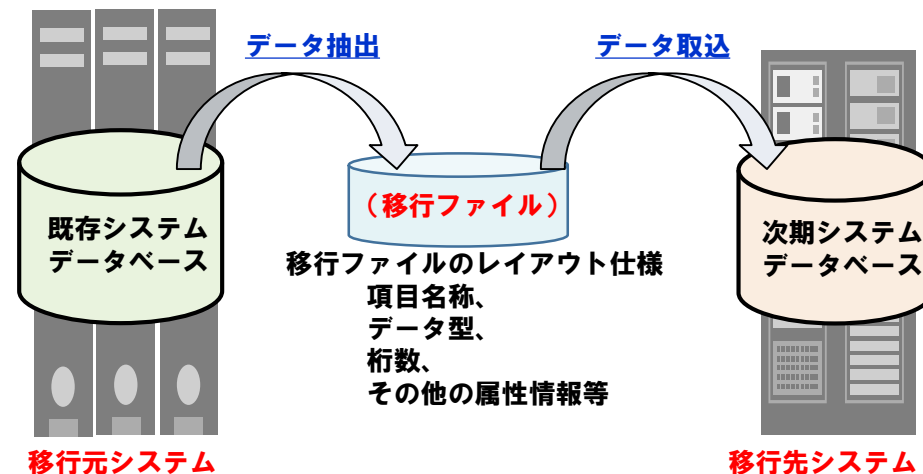 データ抽出
データ取込
既存システム
データベース
（移行ファイル）
次期システム
データベース
移行ファイルのレイアウト仕様
項目名称、
データ型、
桁数、
その他の属性情報等
移行元システム
移行先システム